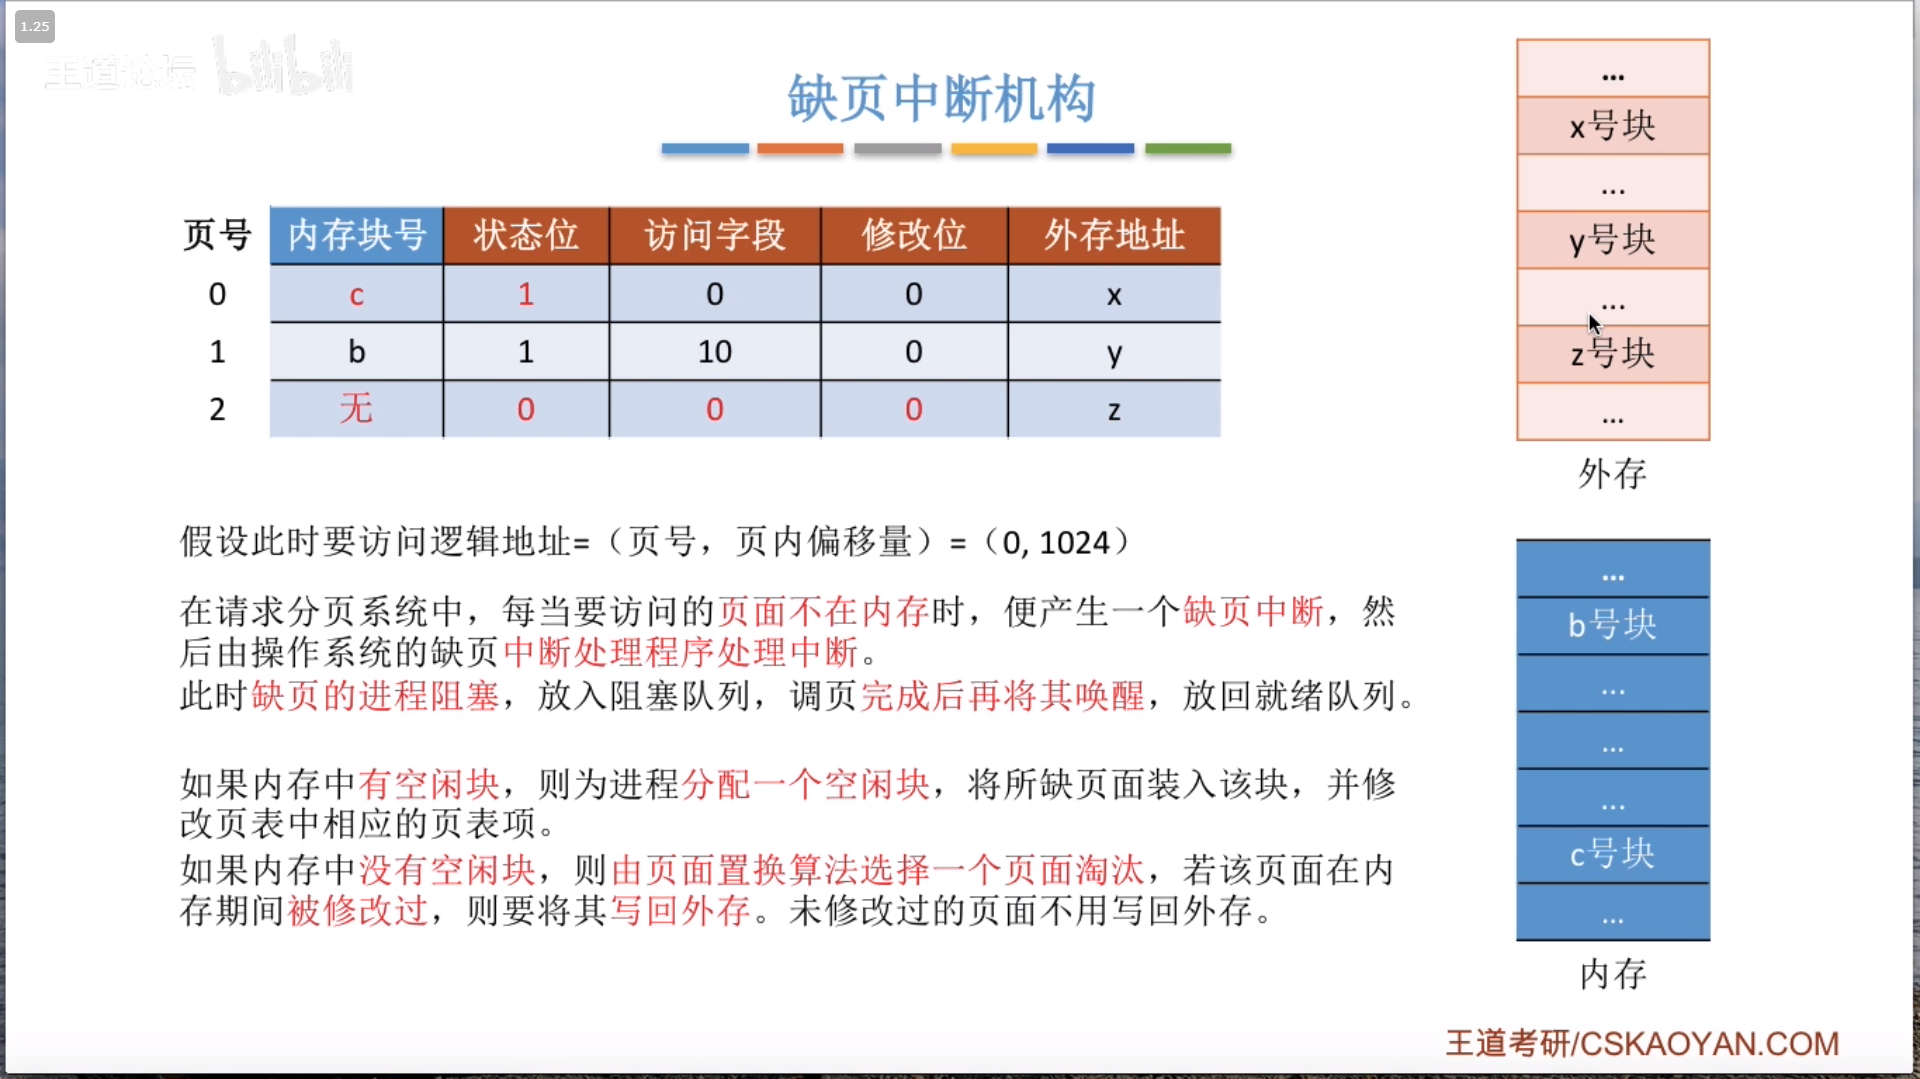 1.25
王道论坛 bilibili
缺页中断机构
页号 内存块号 状态位 访问字段 修改位 外存地址
0 c 1 0 0 x
1 b 1 10 0 y
2 无 0 0 0 z
假设此时要访问逻辑地址=（页号，页内偏移量）=（0, 1024）
在请求分页系统中，每当要访问的页面不在内存时，便产生一个缺页中断，然
后由操作系统的缺页中断处理程序处理中断。
此时缺页的进程阻塞，放入阻塞队列，调页完成后再将其唤醒，放回就绪队列。
如果内存中有空闲块，则为进程分配一个空闲块，将所缺页面装入该块，并修
改页表中相应的页表项。
如果内存中没有空闲块，则由页面置换算法选择一个页面淘汰，若该页面在内
存期间被修改过，则要将其写回外存。未修改过的页面不用写回外存。
...
x号块
...
y号块
...
z号块
...
外存
...
b号块
...
...
...
c号块
...
内存
王道考研/CSKAOYAN.COM